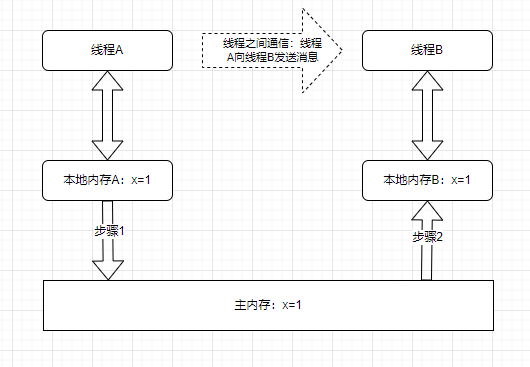 线程A
线程之间通信：线程
A向线程B发送消息
线程B
本地内存A：x=1
本地内存B：x=1
步骤1
步骤2
主内存：x=1